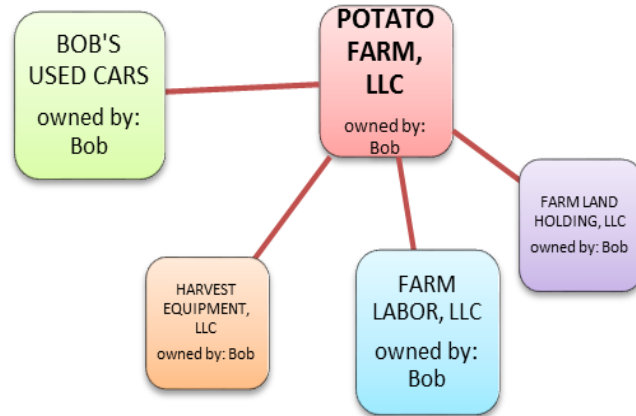 BOB'S
USED CARS
owned by:
Bob
POTATO
FARM,
LLC
owned by:
Bob
FARM LAND
HOLDING, LLC
owned by: Bob
HARVEST
EQUIPMENT,
LLC
owned by: Bob
FARM
LABOR, LLC
owned by:
Bob